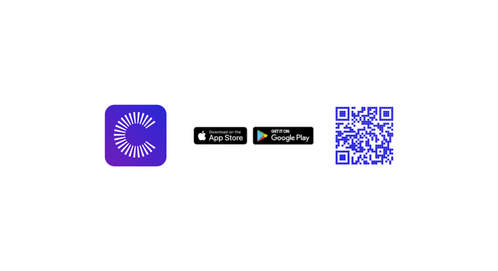 Download on the
App Store
GET IT ON
Google Play